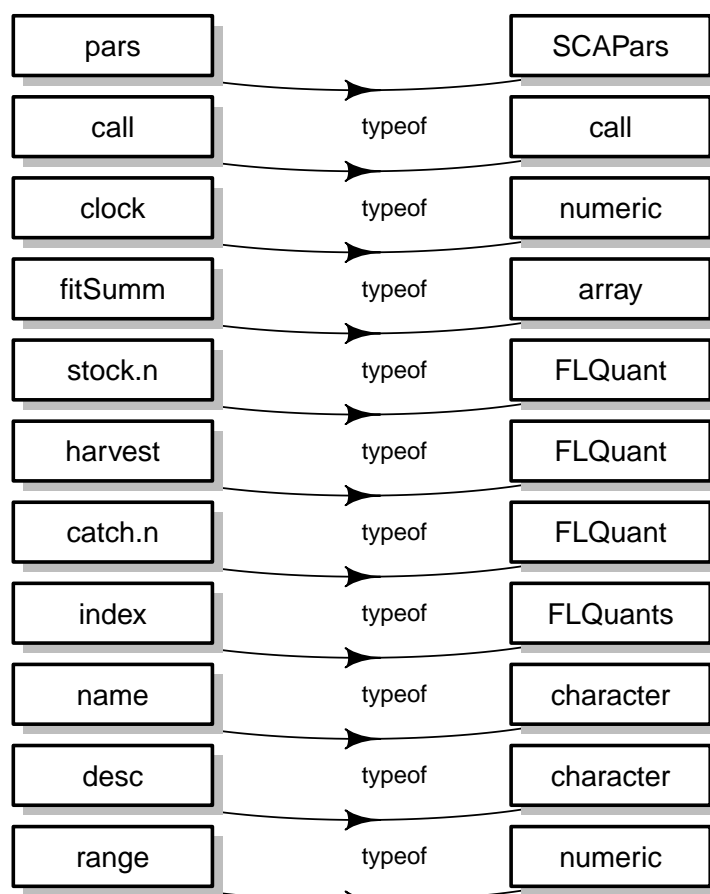 pars SCAPars
call typeof call
clock typeof numeric
fitSumm typeof array
stock.n typeof FLQuant
harvest typeof FLQuant
catch.n typeof FLQuant
index typeof FLQuants
name typeof character
desc typeof character
range typeof numeric